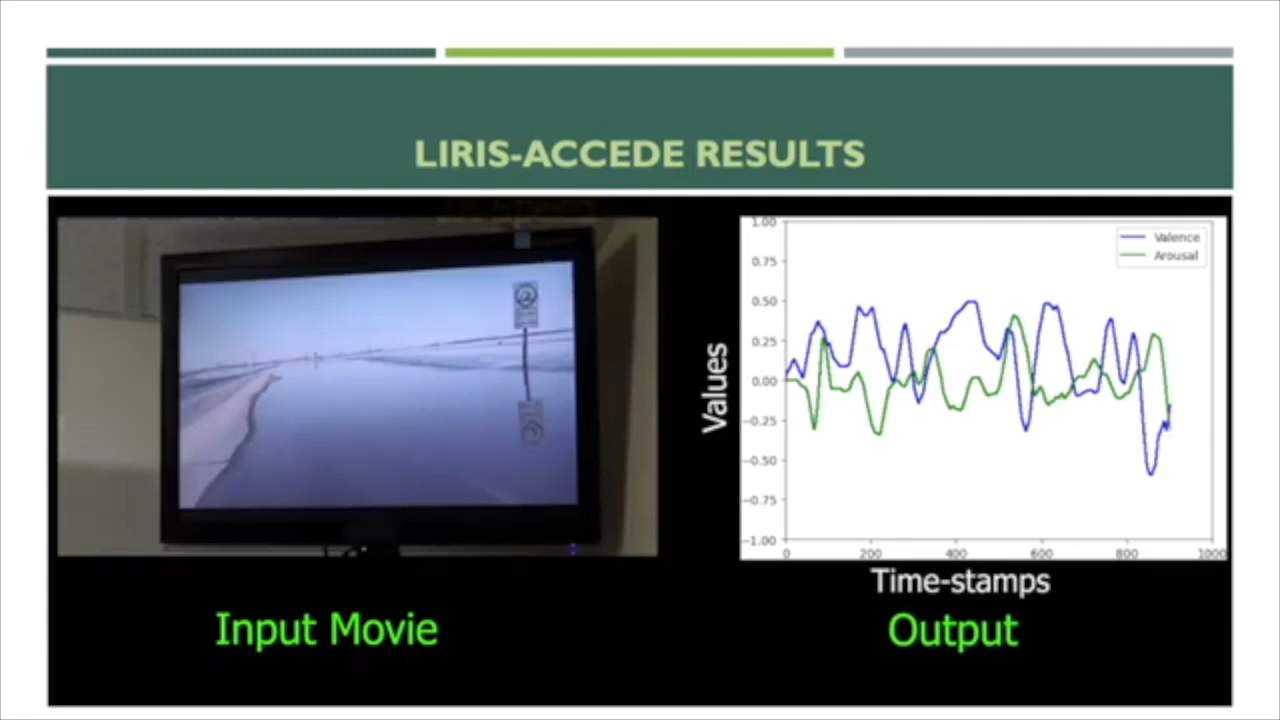 LIRIS-ACCEDE RESULTS
1.00
0.75
0.50
0.25
0.00
−0.25
−0.50
−0.75
−1.00
Valence
Arousal
Values
0 200 400 600 800 1000
Time-stamps
Input Movie
Output